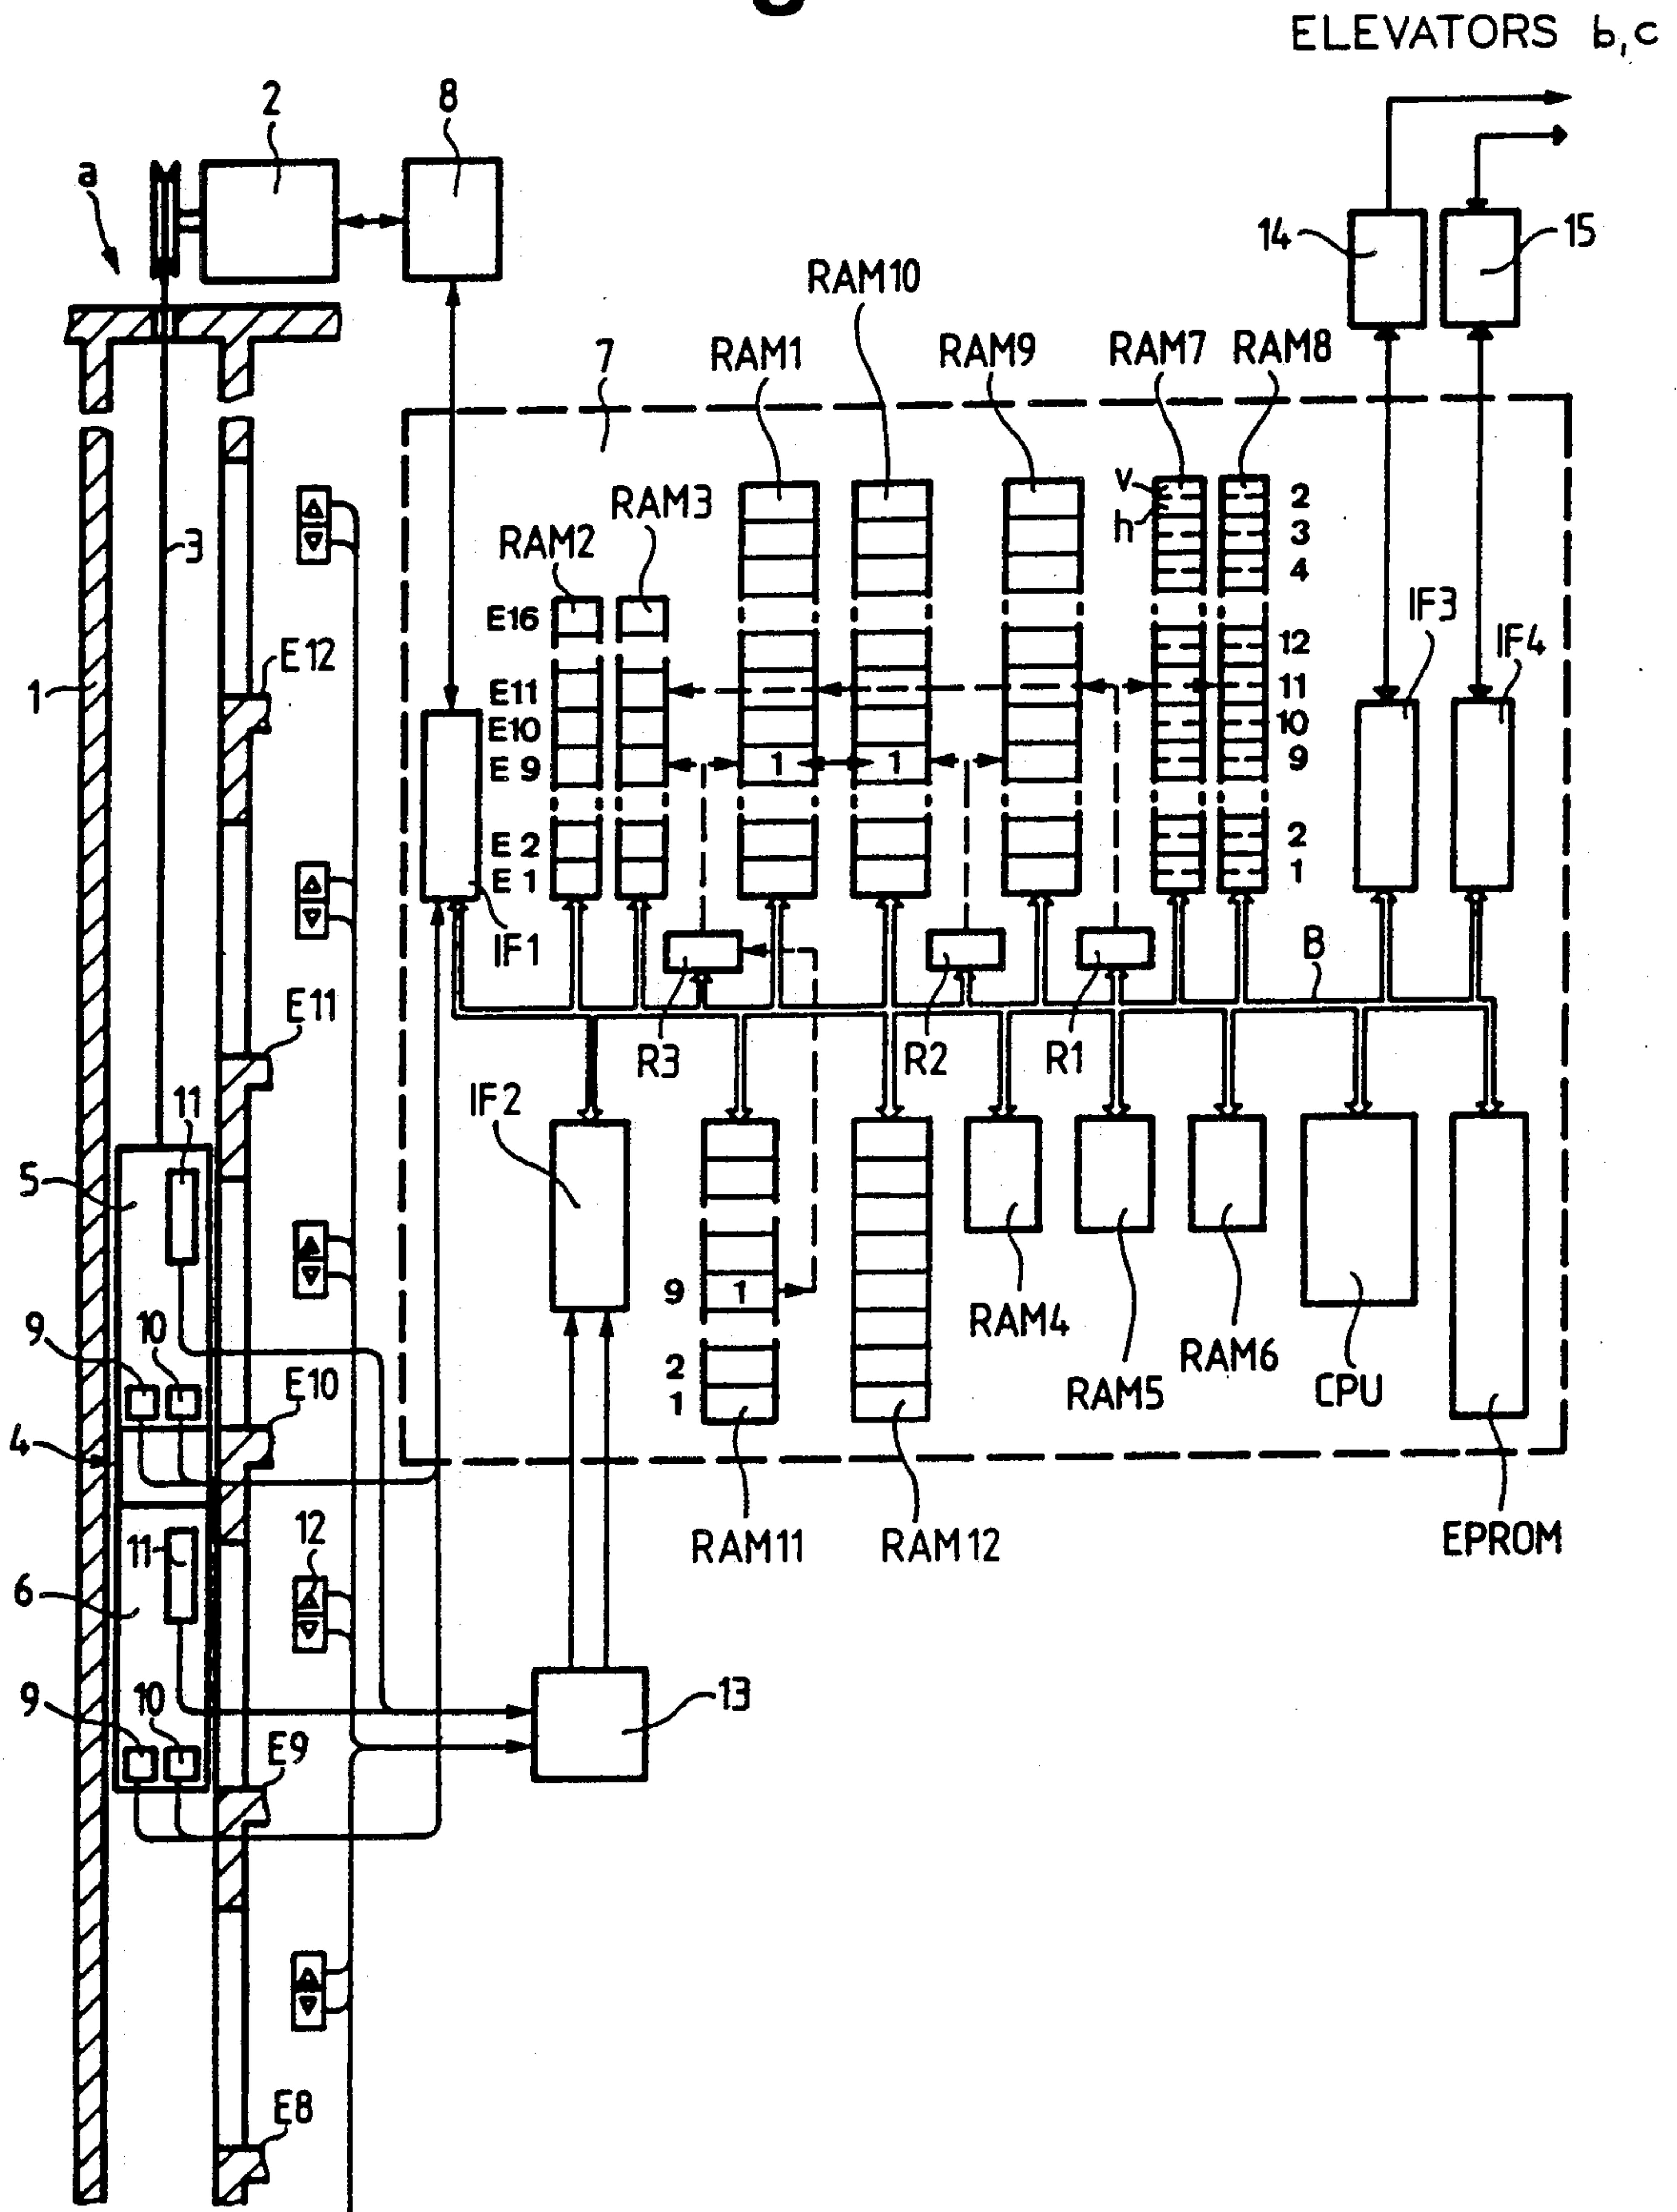 ELEVATORS b,c
2
8
a
14
15
RAM10
7
RAM1
RAM9
RAM7
RAM8
3
RAM2
RAM3
v
h
2
3
4
E16
12
E11
11
E10
10
E 9
1
1
9
E 2
2
E 1
1
IF3
IF4
1
E12
IF1
R3
R2
R1
B
E11
IF2
11
5
9
10
E10
4
9
1
2
1
RAM4
RAM5
RAM6
CPU
RAM11
RAM12
EPROM
11
12
6
9
10
13
E9
E8